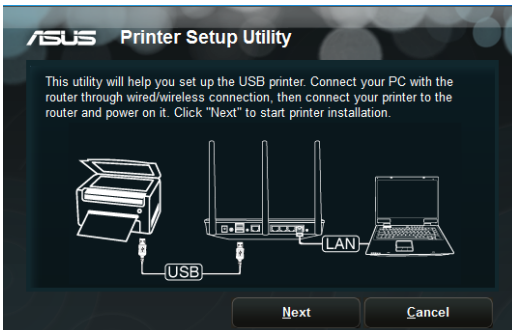 ASUS Printer Setup Utility
This utility will help you set up the USB printer. Connect your PC with the
router through wired/wireless connection, then connect your printer to the
router and power on it. Click "Next" to start printer installation.
LAN
USB
Next Cancel